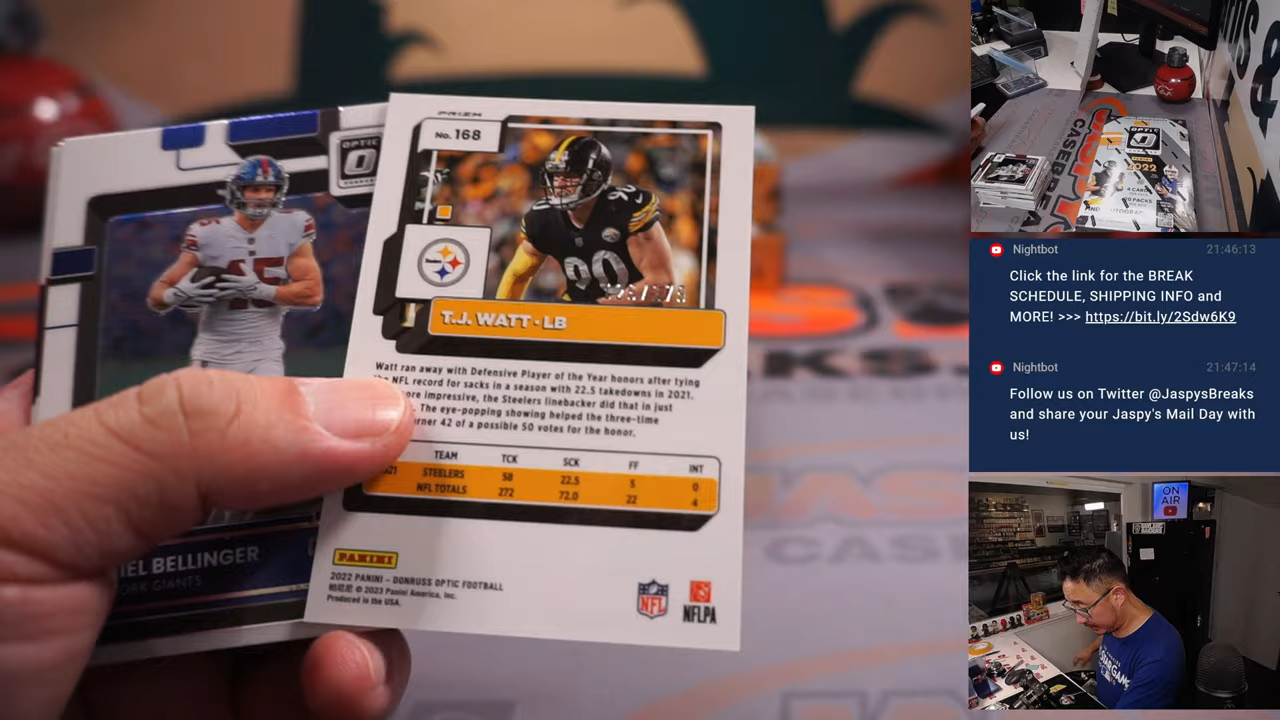 PRIZM
No. 168
90
T.J. WATT - LB
Watt ran away with Defensive Player of the Year honors after tying
NFL record for sacks in a season with 22.5 takedowns in 2021.
impressive, the Steelers linebacker did that in just
The eye-popping showing helped the three-time
42 of a possible 50 votes for the honor.
TEAM TCK SCK FF INT
STEELERS 58 22.5 5 0
NFL TOTALS 272 72.0 22 4
PANINI
2022 PANINI - DONRUSS OPTIC FOOTBALL
© 2023 Panini America, Inc.
Produced in the USA.
NFL
NFLPA
OPTIC
BELLINGER
GIANTS
OPTIC
2022
Nightbot 21:46:13
Click the link for the BREAK
SCHEDULE, SHIPPING INFO and
MORE! >>> https://bit.ly/2Sdw6K9
Nightbot 21:47:14
Follow us on Twitter @JaspysBreaks
and share your Jaspy's Mail Day with
us!
ON
AIR